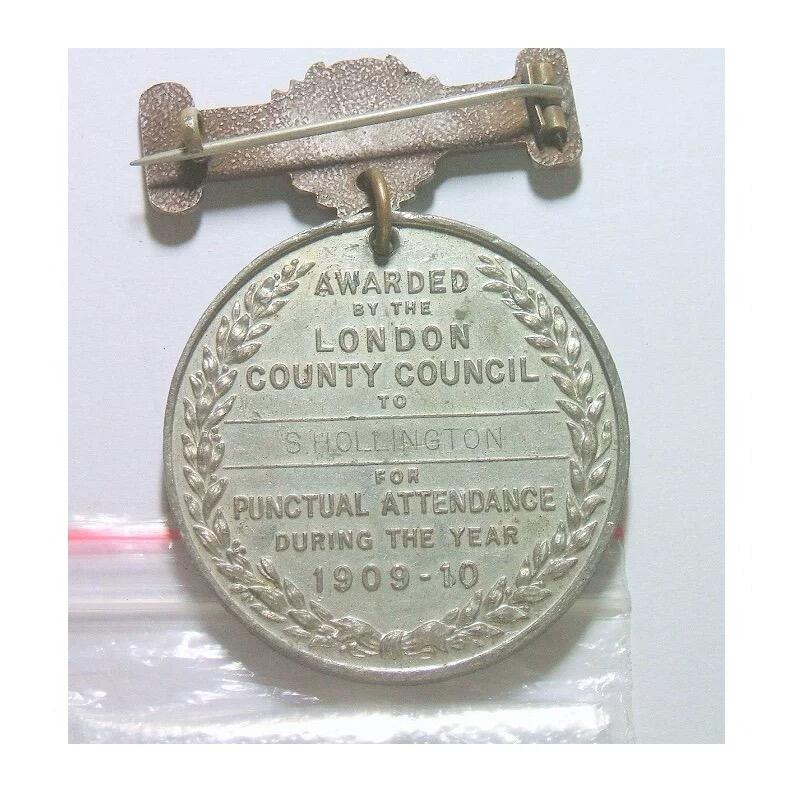 AWARDED
BY THE
LONDON
COUNTY COUNCIL
TO
S.HOLLINGTON
FOR
PUNCTUAL ATTENDANCE
DURING THE YEAR
1909-10